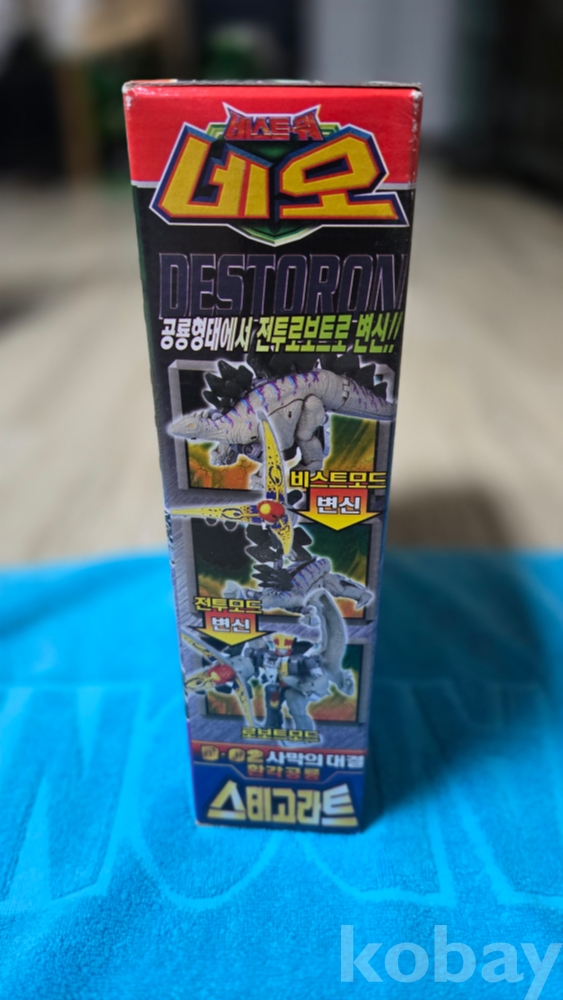 비스트워
네오
DESTORON
공룡형태에서 전투로보트로 변신!!
비스트모드
변신
전투모드
변신
로보트모드
사막의 대결
스테고라트
kobay